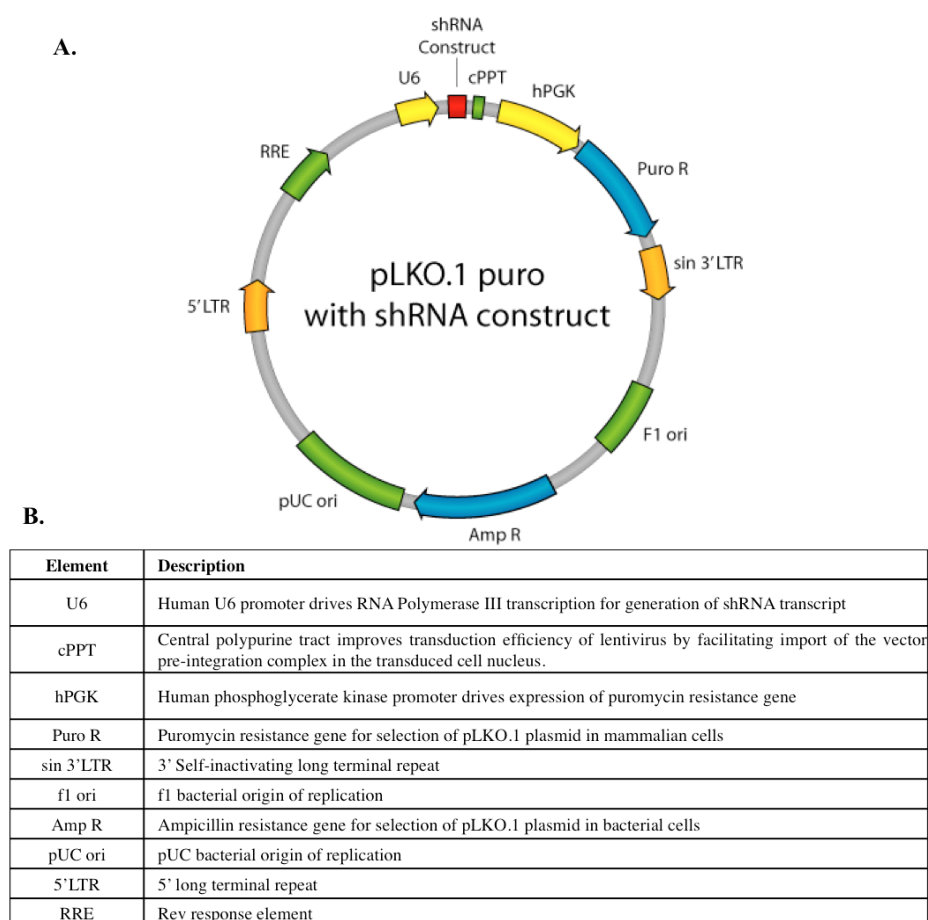 A.
shRNA
Construct
U6
cPPT
hPGK
RRE
Puro R
sin 3'LTR
pLKO.1 puro
with shRNA construct
5'LTR
F1 ori
pUC ori
Amp R
B.
Element Description
U6 Human U6 promoter drives RNA Polymerase III transcription for generation of shRNA transcript
cPPT Central polypurine tract improves transduction efficiency of lentivirus by facilitating import of the vector
pre-integration complex in the transduced cell nucleus.
hPGK Human phosphoglycerate kinase promoter drives expression of puromycin resistance gene
Puro R Puromycin resistance gene for selection of pLKO.1 plasmid in mammalian cells
sin 3'LTR 3' Self-inactivating long terminal repeat
f1 ori f1 bacterial origin of replication
Amp R Ampicillin resistance gene for selection of pLKO.1 plasmid in bacterial cells
pUC ori pUC bacterial origin of replication
5'LTR 5' long terminal repeat
RRE Rev response element